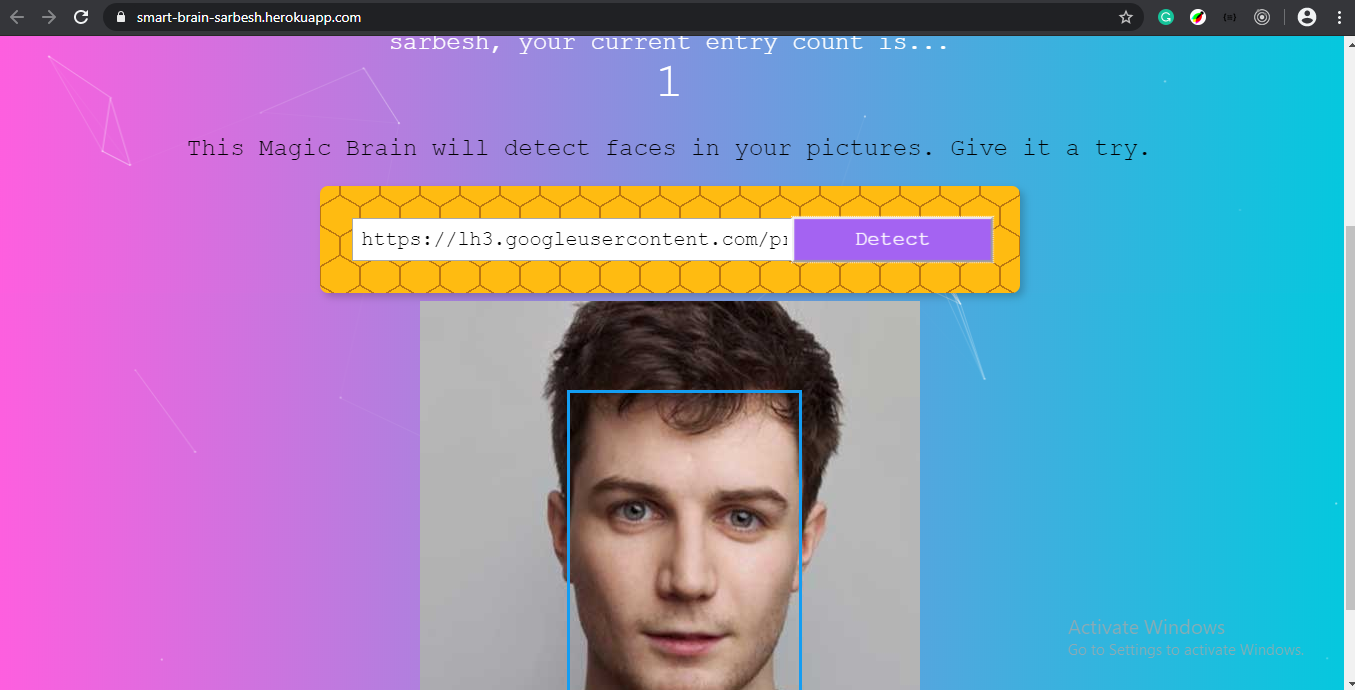 smart-brain-sarbesh.herokuapp.com
sarbesh, your current entry count is...
1
This Magic Brain will detect faces in your pictures. Give it a try.
https://lh3.googleusercontent.com/pr
Detect
Activate Windows
Go to Settings to activate Windows.